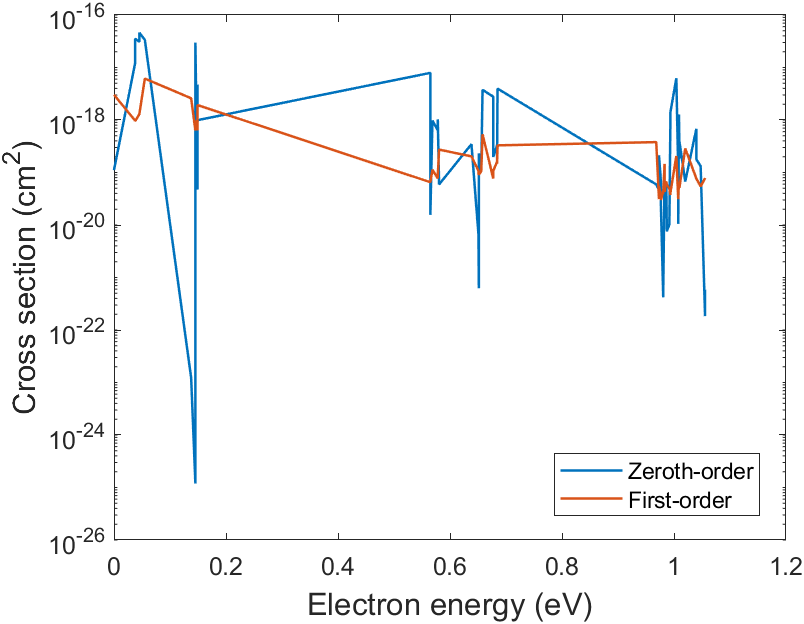 10^-16
10^-18
10^-20
10^-22
10^-24
10^-26
Cross section (cm^2)
0 0.2 0.4 0.6 0.8 1 1.2
Electron energy (eV)
Zeroth-order
First-order